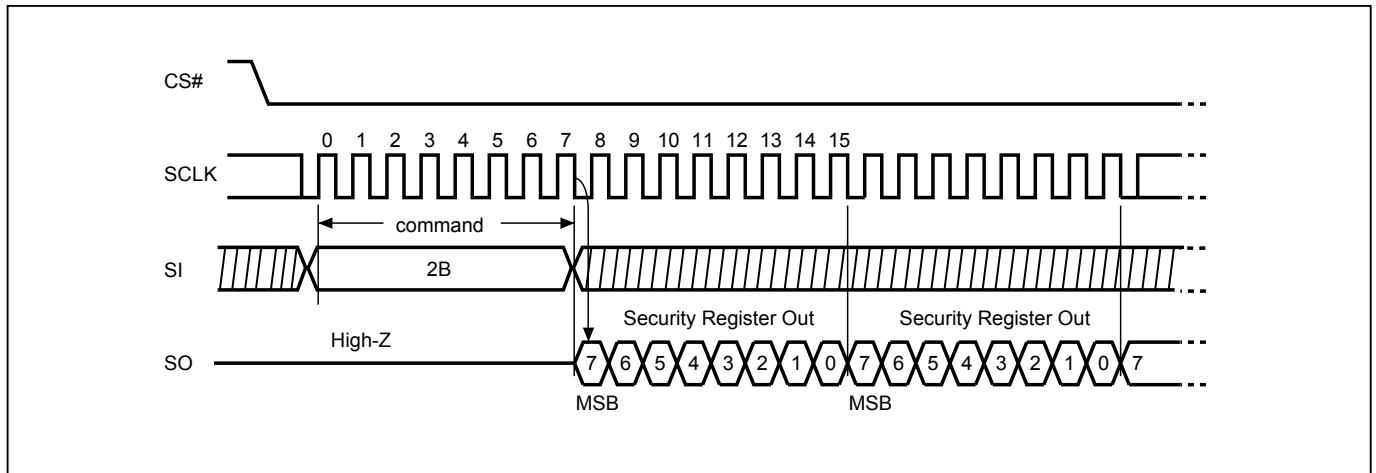 CS#
0 1 2 3 4 5 6 7 8 9 10 11 12 13 14 15
SCLK
command
SI
2B
Security Register Out Security Register Out
High-Z
SO
7 6 5 4 3 2 1 0 7 6 5 4 3 2 1 0 7
MSB MSB